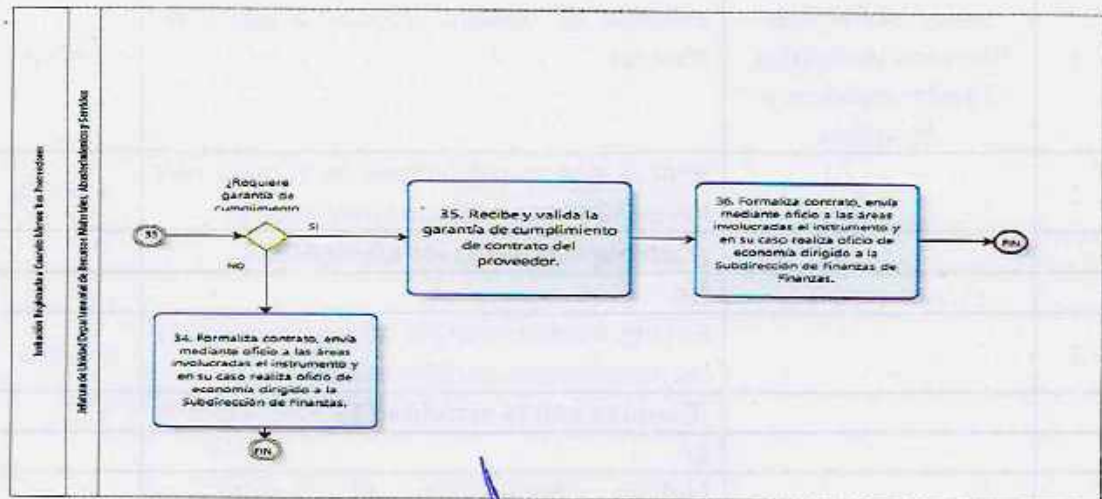 Invitación Restringida a Cuando Menos tres Proveedores
Jefatura de Unidad Departamental de Recursos Materiales, Abastecimientos y Servicios
¿Requiere
garantía de
cumplimiento
SI
NO
35. Recibe y valida la
garantía de cumplimiento
de contrato del
proveedor.
36. Formaliza contrato, envía
mediante oficio a las áreas
involucradas el instrumento y
en su caso realiza oficio de
economía dirigido a la
Subdirección de Finanzas de
Finanzas.
FIN
34. Formaliza contrato, envía
mediante oficio a las áreas
involucradas el instrumento y
en su caso realiza oficio de
economía dirigido a la
Subdirección de Finanzas.
FIN